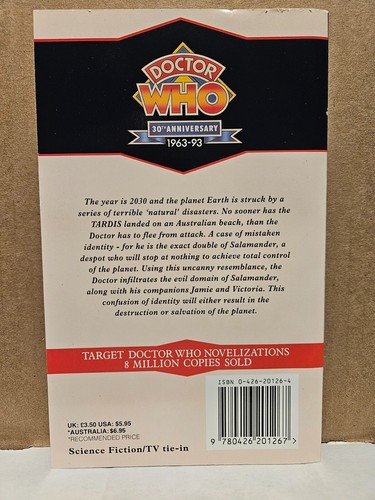 DOCTOR
WHO
30TH ANNIVERSARY
1963-93
The year is 2030 and the planet Earth is struck by a
series of terrible 'natural' disasters. No sooner has the
TARDIS landed on an Australian beach, than the
Doctor has to flee from attack. A case of mistaken
identity - for he is the exact double of Salamander, a
despot who will stop at nothing to achieve total control
of the planet. Using this uncanny resemblance, the
Doctor infiltrates the evil domain of Salamander,
along with his companions Jamie and Victoria. This
confusion of identity will either result in the
destruction or salvation of the planet.
TARGET DOCTOR WHO NOVELIZATIONS
8 MILLION COPIES SOLD
ISBN 0-426-20126-4
UK: £3.50 USA: $5.95
*AUSTRALIA: $6.95
*RECOMMENDED PRICE
Science Fiction/TV tie-in
9 780426 201267 >